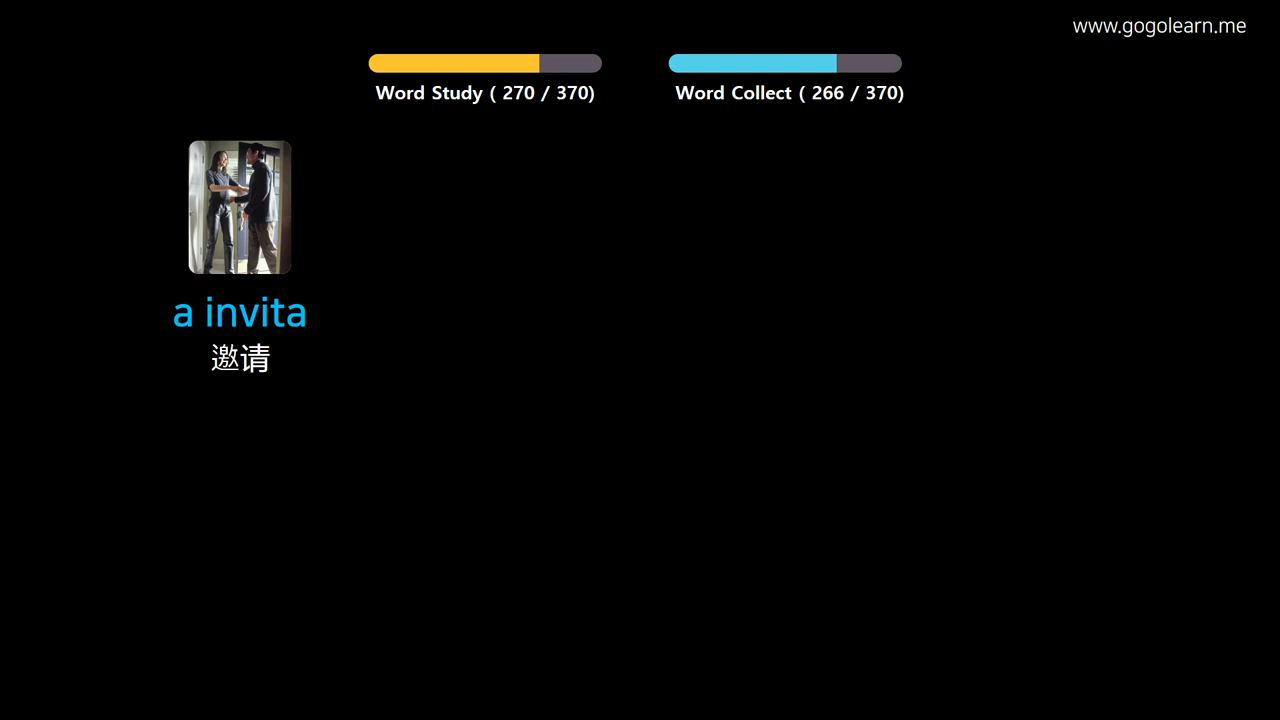 www.gogolearn.me
Word Study ( 270 / 370)
Word Collect ( 266 / 370)
a invita
邀请